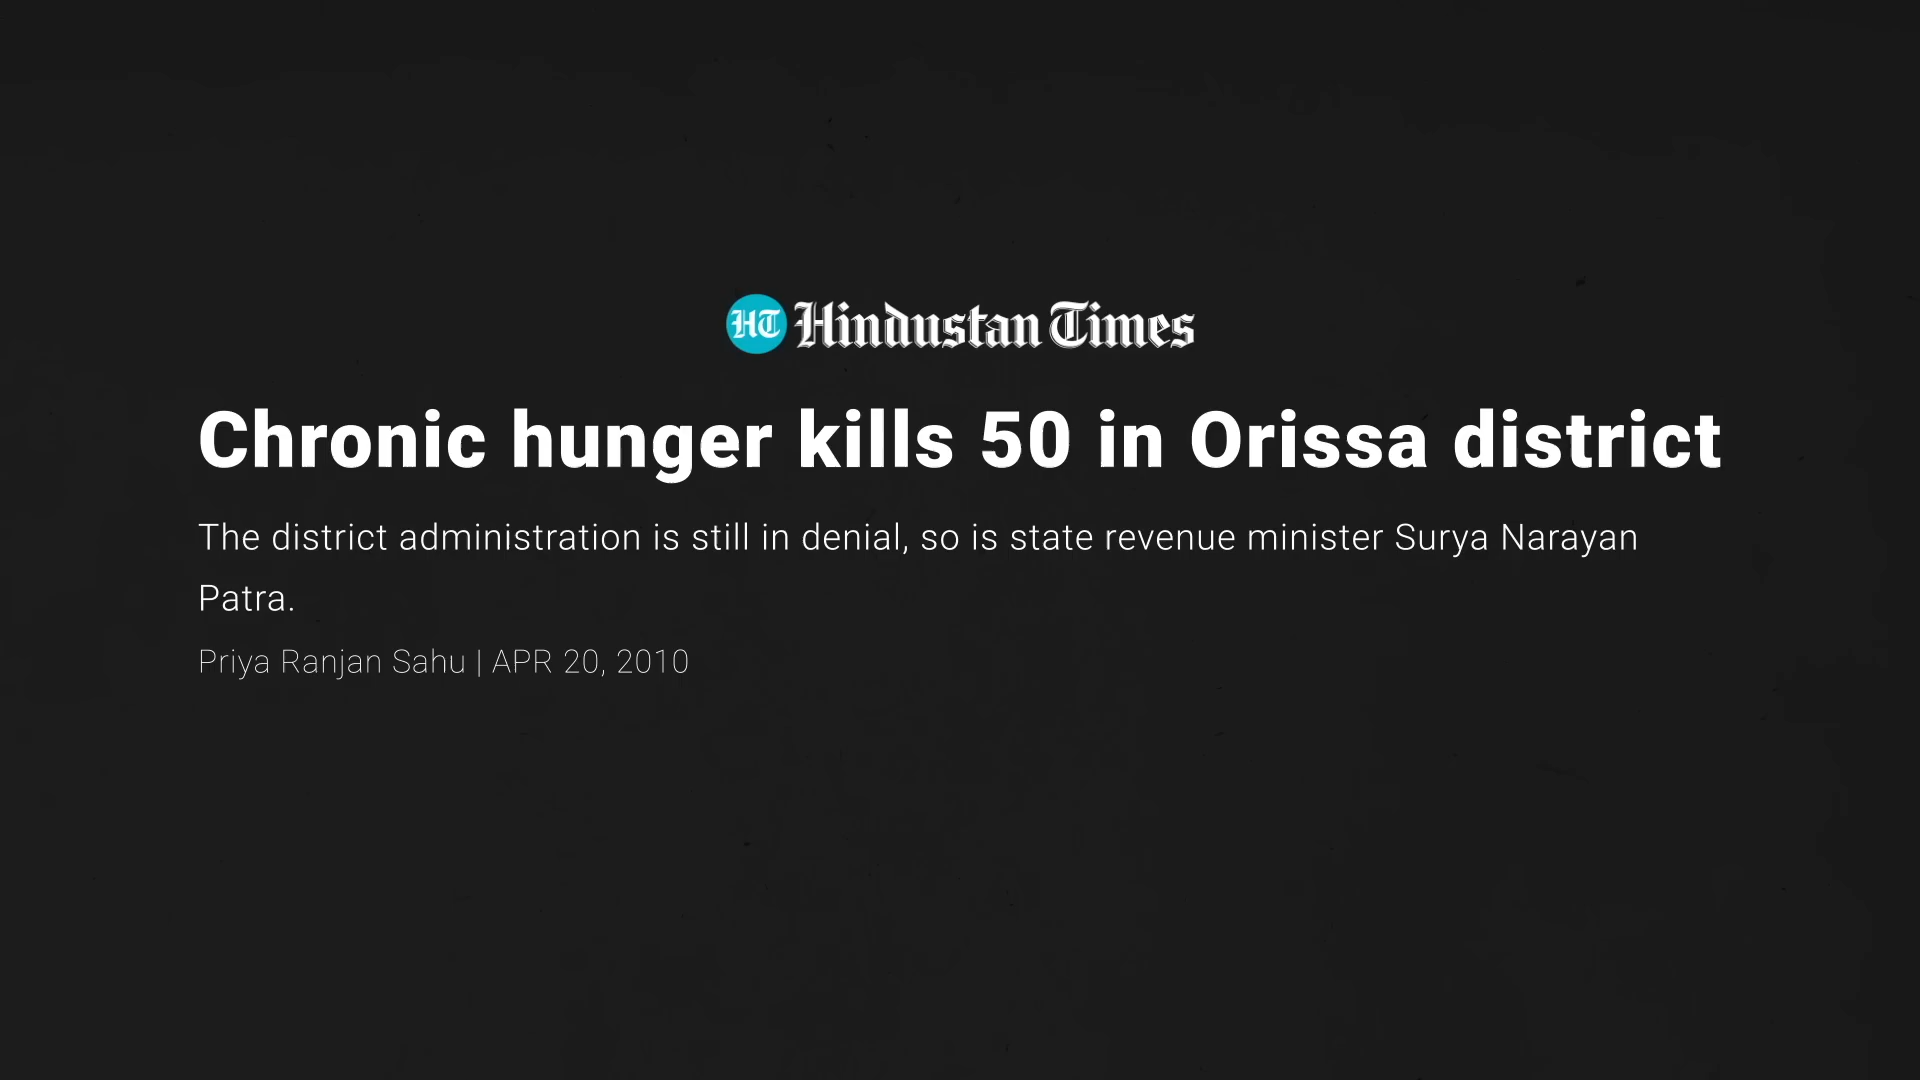 HT Hindustan Times
Chronic hunger kills 50 in Orissa district
The district administration is still in denial, so is state revenue minister Surya Narayan
Patra.
Priya Ranjan Sahu | APR 20, 2010